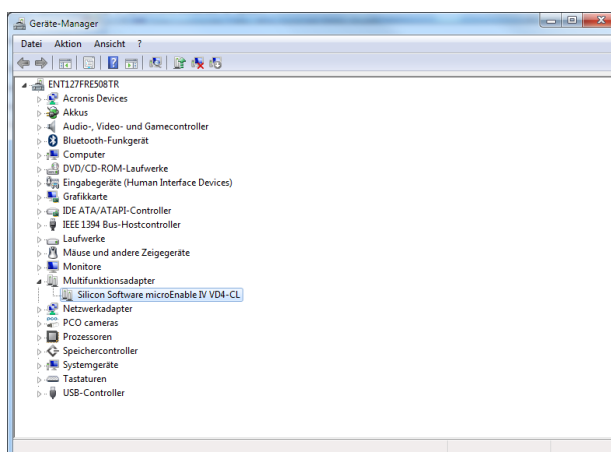 Geräte-Manager
Datei Aktion Ansicht ?
ENT127FRE508TR
Acronis Devices
Akkus
Audio-, Video- und Gamecontroller
Bluetooth-Funkgerät
Computer
DVD/CD-ROM-Laufwerke
Eingabegeräte (Human Interface Devices)
Grafikkarte
IDE ATA/ATAPI-Controller
IEEE 1394 Bus-Hostcontroller
Laufwerke
Mäuse und andere Zeigegeräte
Monitore
Multifunktionsadapter
Silicon Software microEnable IV VD4-CL
Netzwerkadapter
PCO cameras
Prozessoren
Speichercontroller
Systemgeräte
Tastaturen
USB-Controller